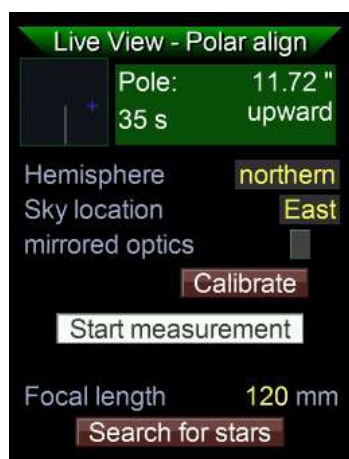 Live View - Polar align
Pole: 11.72 "
35 s upward
Hemisphere northern
Sky location East
mirrored optics
Calibrate
Start measurement
Focal length 120 mm
Search for stars